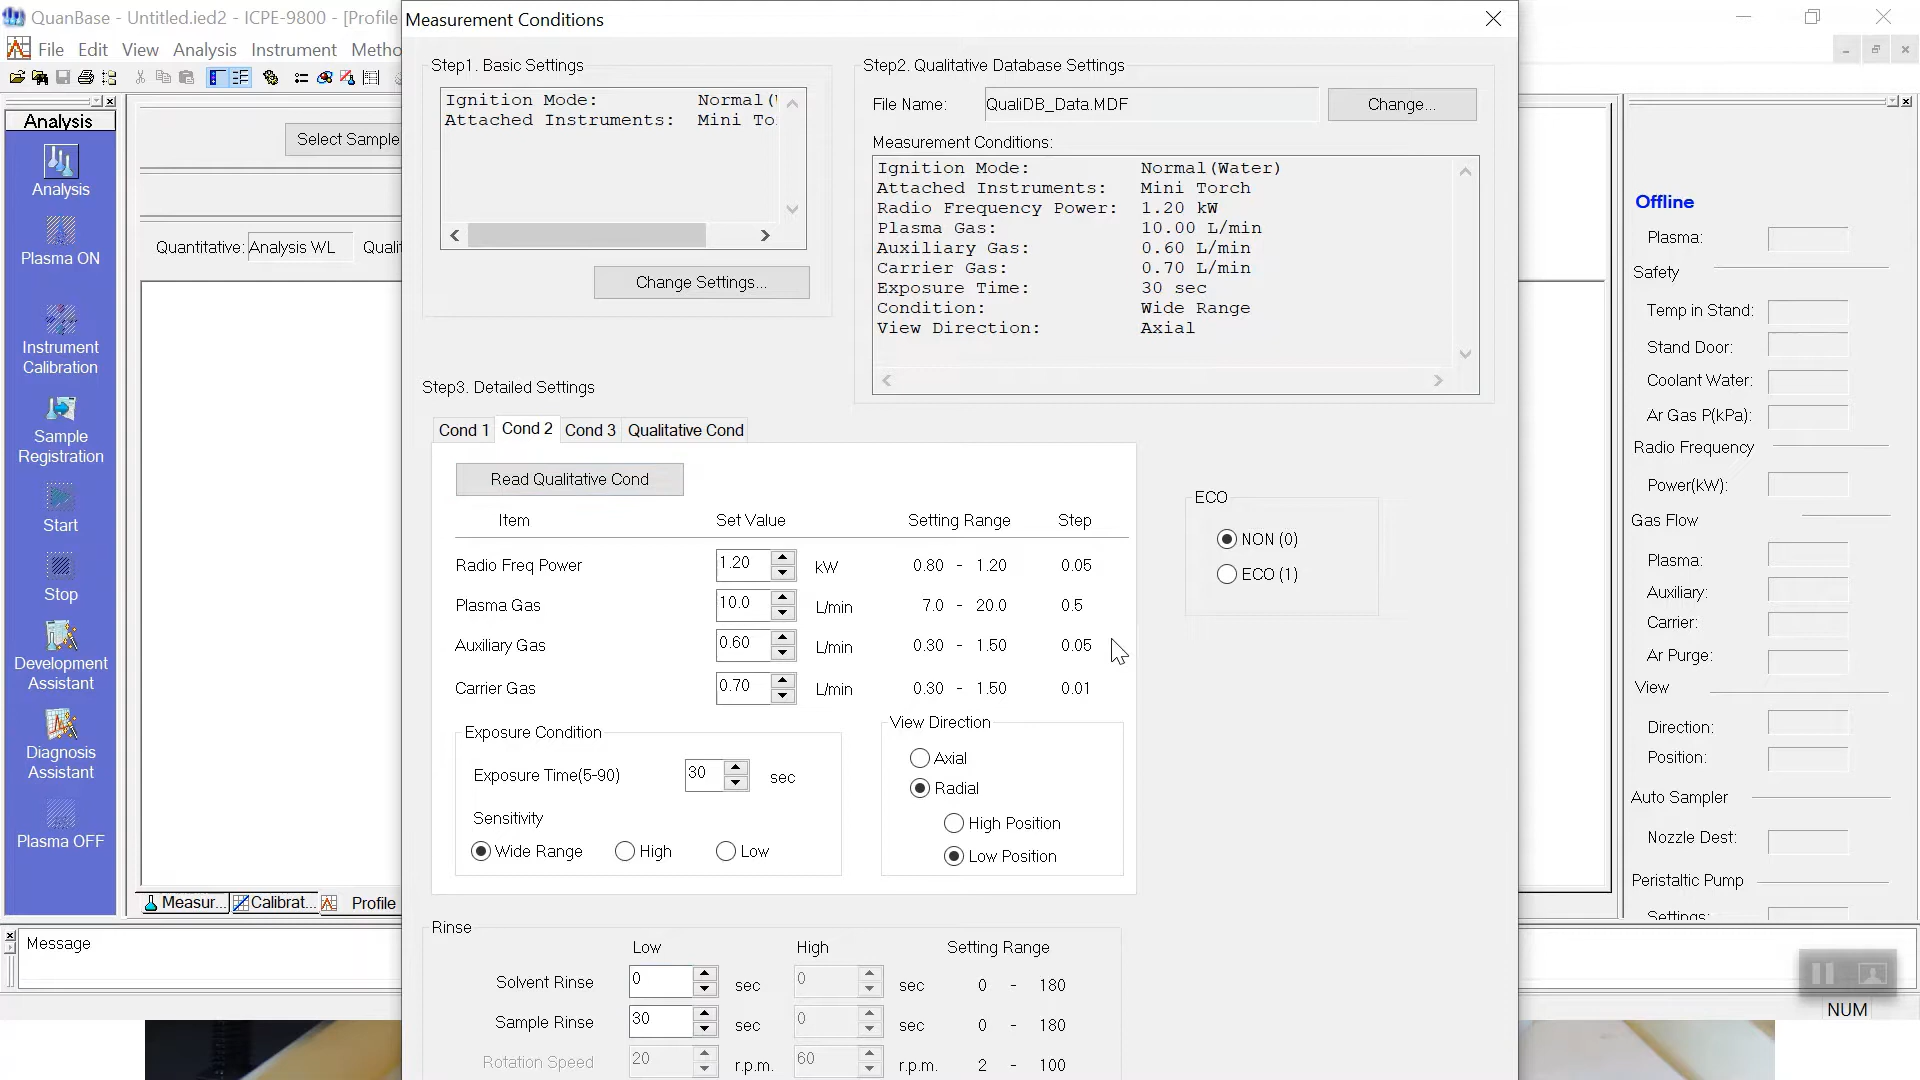 QuanBase - Untitled.ied2 - ICPE-9800 - [Profile
File Edit View Analysis Instrument Metho
Analysis
Analysis
Plasma ON
Instrument
Calibration
Sample
Registration
Start
Stop
Development
Assistant
Diagnosis
Assistant
Plasma OFF
Select Sample
Quantitative: Analysis WL Quali
Measur... Calibrat... Profile
Message
Measurement Conditions
Step1. Basic Settings
Ignition Mode: Normal(
Attached Instruments: Mini To
Change Settings...
Step2. Qualitative Database Settings
File Name: QualiDB_Data.MDF Change...
Measurement Conditions:
Ignition Mode: Normal(Water)
Attached Instruments: Mini Torch
Radio Frequency Power: 1.20 kW
Plasma Gas: 10.00 L/min
Auxiliary Gas: 0.60 L/min
Carrier Gas: 0.70 L/min
Exposure Time: 30 sec
Condition: Wide Range
View Direction: Axial
Step3. Detailed Settings
Cond 1 Cond 2 Cond 3 Qualitative Cond
Read Qualitative Cond
Item Set Value Setting Range Step
Radio Freq Power 1.20 kW 0.80 - 1.20 0.05
Plasma Gas 10.0 L/min 7.0 - 20.0 0.5
Auxiliary Gas 0.60 L/min 0.30 - 1.50 0.05
Carrier Gas 0.70 L/min 0.30 - 1.50 0.01
Exposure Condition
Exposure Time(5-90) 30 sec
Sensitivity
Wide Range High Low
View Direction
Axial
Radial
High Position
Low Position
ECO
NON (0)
ECO (1)
Rinse
Low High Setting Range
Solvent Rinse 0 sec 0 sec 0 - 180
Sample Rinse 30 sec 0 sec 0 - 180
Rotation Speed 20 r.p.m. 60 r.p.m. 2 - 100
Offline
Plasma:
Safety
Temp in Stand:
Stand Door:
Coolant Water:
Ar Gas P(kPa):
Radio Frequency
Power(kW):
Gas Flow
Plasma:
Auxiliary:
Carrier:
Ar Purge:
View
Direction:
Position:
Auto Sampler
Nozzle Dest:
Peristaltic Pump
Settings:
NUM